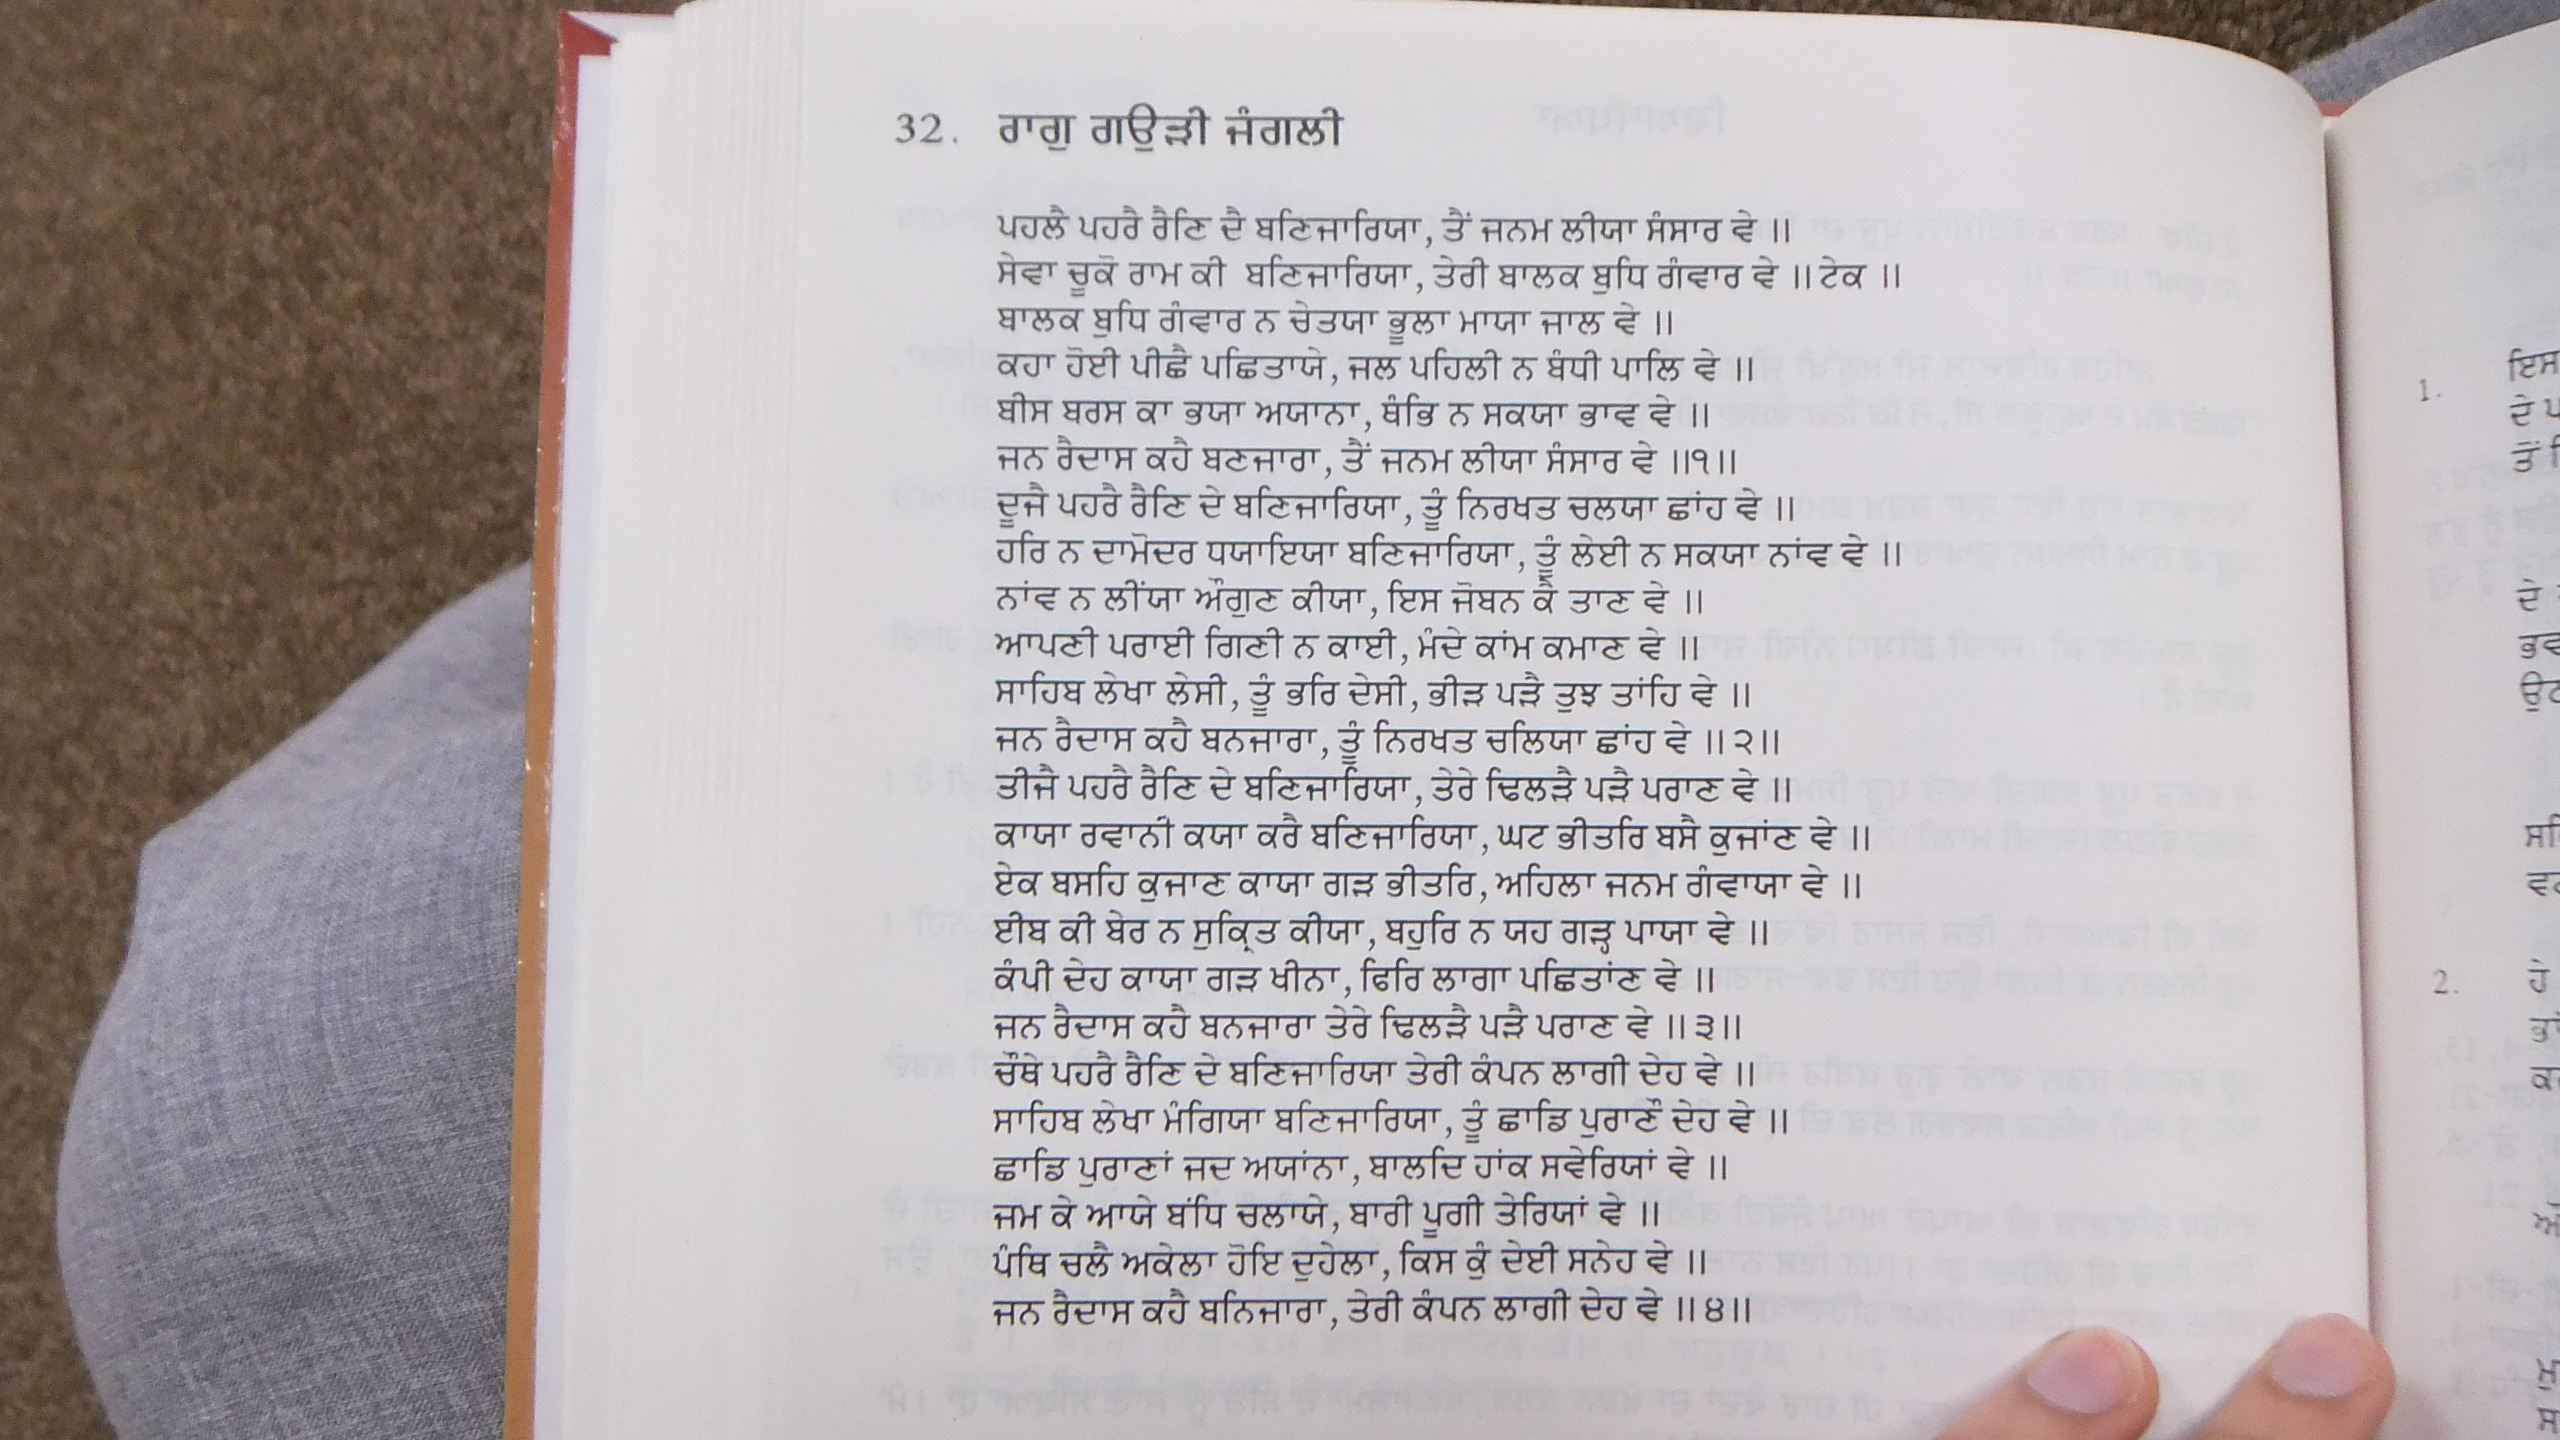 32. ਰਾਗੁ ਗਉੜੀ ਜੰਗਲੀ
ਪਹਲੈ ਪਹਰੈ ਰੈਣਿ ਦੈ ਬਣਿਜਾਰਿਯਾ, ਤੈਂ ਜਨਮ ਲੀਯਾ ਸੰਸਾਰ ਵੇ ॥
ਸੇਵਾ ਚੂਕੋ ਰਾਮ ਕੀ ਬਣਿਜਾਰਿਯਾ, ਤੇਰੀ ਬਾਲਕ ਬੁਧਿ ਗੰਵਾਰ ਵੇ ॥ ਟੇਕ ॥
ਬਾਲਕ ਬੁਧਿ ਗੰਵਾਰ ਨ ਚੇਤਯਾ ਭੂਲਾ ਮਾਯਾ ਜਾਲ ਵੇ ॥
ਕਹਾ ਹੋਈ ਪੀਛੈ ਪਛਿਤਾਯੇ, ਜਲ ਪਹਿਲੀ ਨ ਬੰਧੀ ਪਾਲਿ ਵੇ ॥
ਬੀਸ ਬਰਸ ਕਾ ਭਯਾ ਅਯਾਨਾ, ਥੰਭਿ ਨ ਸਕਯਾ ਭਾਵ ਵੇ ॥
ਜਨ ਰੈਦਾਸ ਕਹੈ ਬਣਜਾਰਾ, ਤੈਂ ਜਨਮ ਲੀਯਾ ਸੰਸਾਰ ਵੇ ॥੧॥
ਦੂਜੈ ਪਹਰੈ ਰੈਣਿ ਦੇ ਬਣਿਜਾਰਿਯਾ, ਤੂੰ ਨਿਰਖਤ ਚਲਯਾ ਛਾਂਹ ਵੇ ॥
ਹਰਿ ਨ ਦਾਮੋਦਰ ਧਯਾਇਯਾ ਬਣਿਜਾਰਿਯਾ, ਤੂੰ ਲੇਈ ਨ ਸਕਯਾ ਨਾਂਵ ਵੇ ॥
ਨਾਂਵ ਨ ਲੀਂਯਾ ਔਗੁਣ ਕੀਯਾ, ਇਸ ਜੋਬਨ ਕੈ ਤਾਣ ਵੇ ॥
ਆਪਣੀ ਪਰਾਈ ਗਿਣੀ ਨ ਕਾਈ, ਮੰਦੇ ਕਾਂਮ ਕਮਾਣ ਵੇ ॥
ਸਾਹਿਬ ਲੇਖਾ ਲੇਸੀ, ਤੂੰ ਭਰਿ ਦੇਸੀ, ਭੀੜ ਪੜੈ ਤੁਝ ਤਾਂਹਿ ਵੇ ॥
ਜਨ ਰੈਦਾਸ ਕਹੈ ਬਨਜਾਰਾ, ਤੂੰ ਨਿਰਖਤ ਚਲਿਯਾ ਛਾਂਹ ਵੇ ॥੨॥
ਤੀਜੈ ਪਹਰੈ ਰੈਣਿ ਦੇ ਬਣਿਜਾਰਿਯਾ, ਤੇਰੇ ਢਿਲੜੈ ਪੜੈ ਪਰਾਣ ਵੇ ॥
ਕਾਯਾ ਰਵਾਨੀ ਕਯਾ ਕਰੈ ਬਣਿਜਾਰਿਯਾ, ਘਟ ਭੀਤਰਿ ਬਸੈ ਕੁਜਾਂਣ ਵੇ ॥
ਏਕ ਬਸਹਿ ਕੁਜਾਣ ਕਾਯਾ ਗੜ ਭੀਤਰਿ, ਅਹਿਲਾ ਜਨਮ ਗੰਵਾਯਾ ਵੇ ॥
ਈਬ ਕੀ ਬੇਰ ਨ ਸੁਕ੍ਰਿਤ ਕੀਯਾ, ਬਹੁਰਿ ਨ ਯਹ ਗੜ੍ਹ ਪਾਯਾ ਵੇ ॥
ਕੰਪੀ ਦੇਹ ਕਾਯਾ ਗੜ ਖੀਨਾ, ਫਿਰਿ ਲਾਗਾ ਪਛਿਤਾਂਣ ਵੇ ॥
ਜਨ ਰੈਦਾਸ ਕਹੈ ਬਨਜਾਰਾ ਤੇਰੇ ਢਿਲੜੈ ਪੜੈ ਪਰਾਣ ਵੇ ॥੩॥
ਚੌਥੇ ਪਹਰੈ ਰੈਣਿ ਦੇ ਬਣਿਜਾਰਿਯਾ ਤੇਰੀ ਕੰਪਨ ਲਾਗੀ ਦੇਹ ਵੇ ॥
ਸਾਹਿਬ ਲੇਖਾ ਮੰਗਿਯਾ ਬਣਿਜਾਰਿਯਾ, ਤੂੰ ਛਾਡਿ ਪੁਰਾਣੌ ਦੇਹ ਵੇ ॥
ਛਾਡਿ ਪੁਰਾਣਾਂ ਜਦ ਅਯਾਂਨਾ, ਬਾਲਦਿ ਹਾਂਕ ਸਵੇਰਿਯਾਂ ਵੇ ॥
ਜਮ ਕੇ ਆਯੇ ਬਂਧਿ ਚਲਾਯੇ, ਬਾਰੀ ਪੂਗੀ ਤੇਰਿਯਾਂ ਵੇ ॥
ਪੰਥਿ ਚਲੈ ਅਕੇਲਾ ਹੋਇ ਦੁਹੇਲਾ, ਕਿਸ ਕੁੰ ਦੇਈ ਸਨੇਹ ਵੇ ॥
ਜਨ ਰੈਦਾਸ ਕਹੈ ਬਨਿਜਾਰਾ, ਤੇਰੀ ਕੰਪਨ ਲਾਗੀ ਦੇਹ ਵੇ ॥੪॥
1.
2.